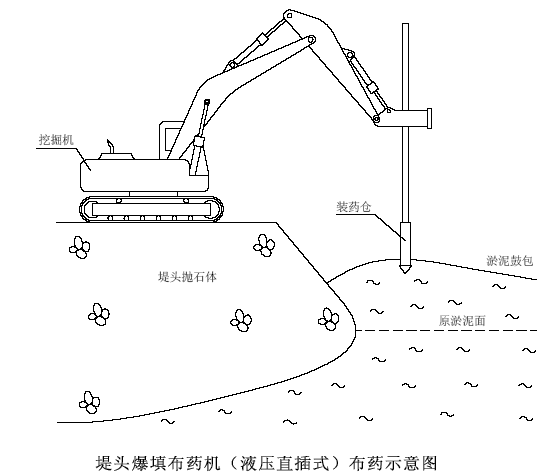 挖掘机
装药仓
淤泥鼓包
堤头抛石体
原淤泥面
堤头爆填布药机（液压直插式）布药示意图